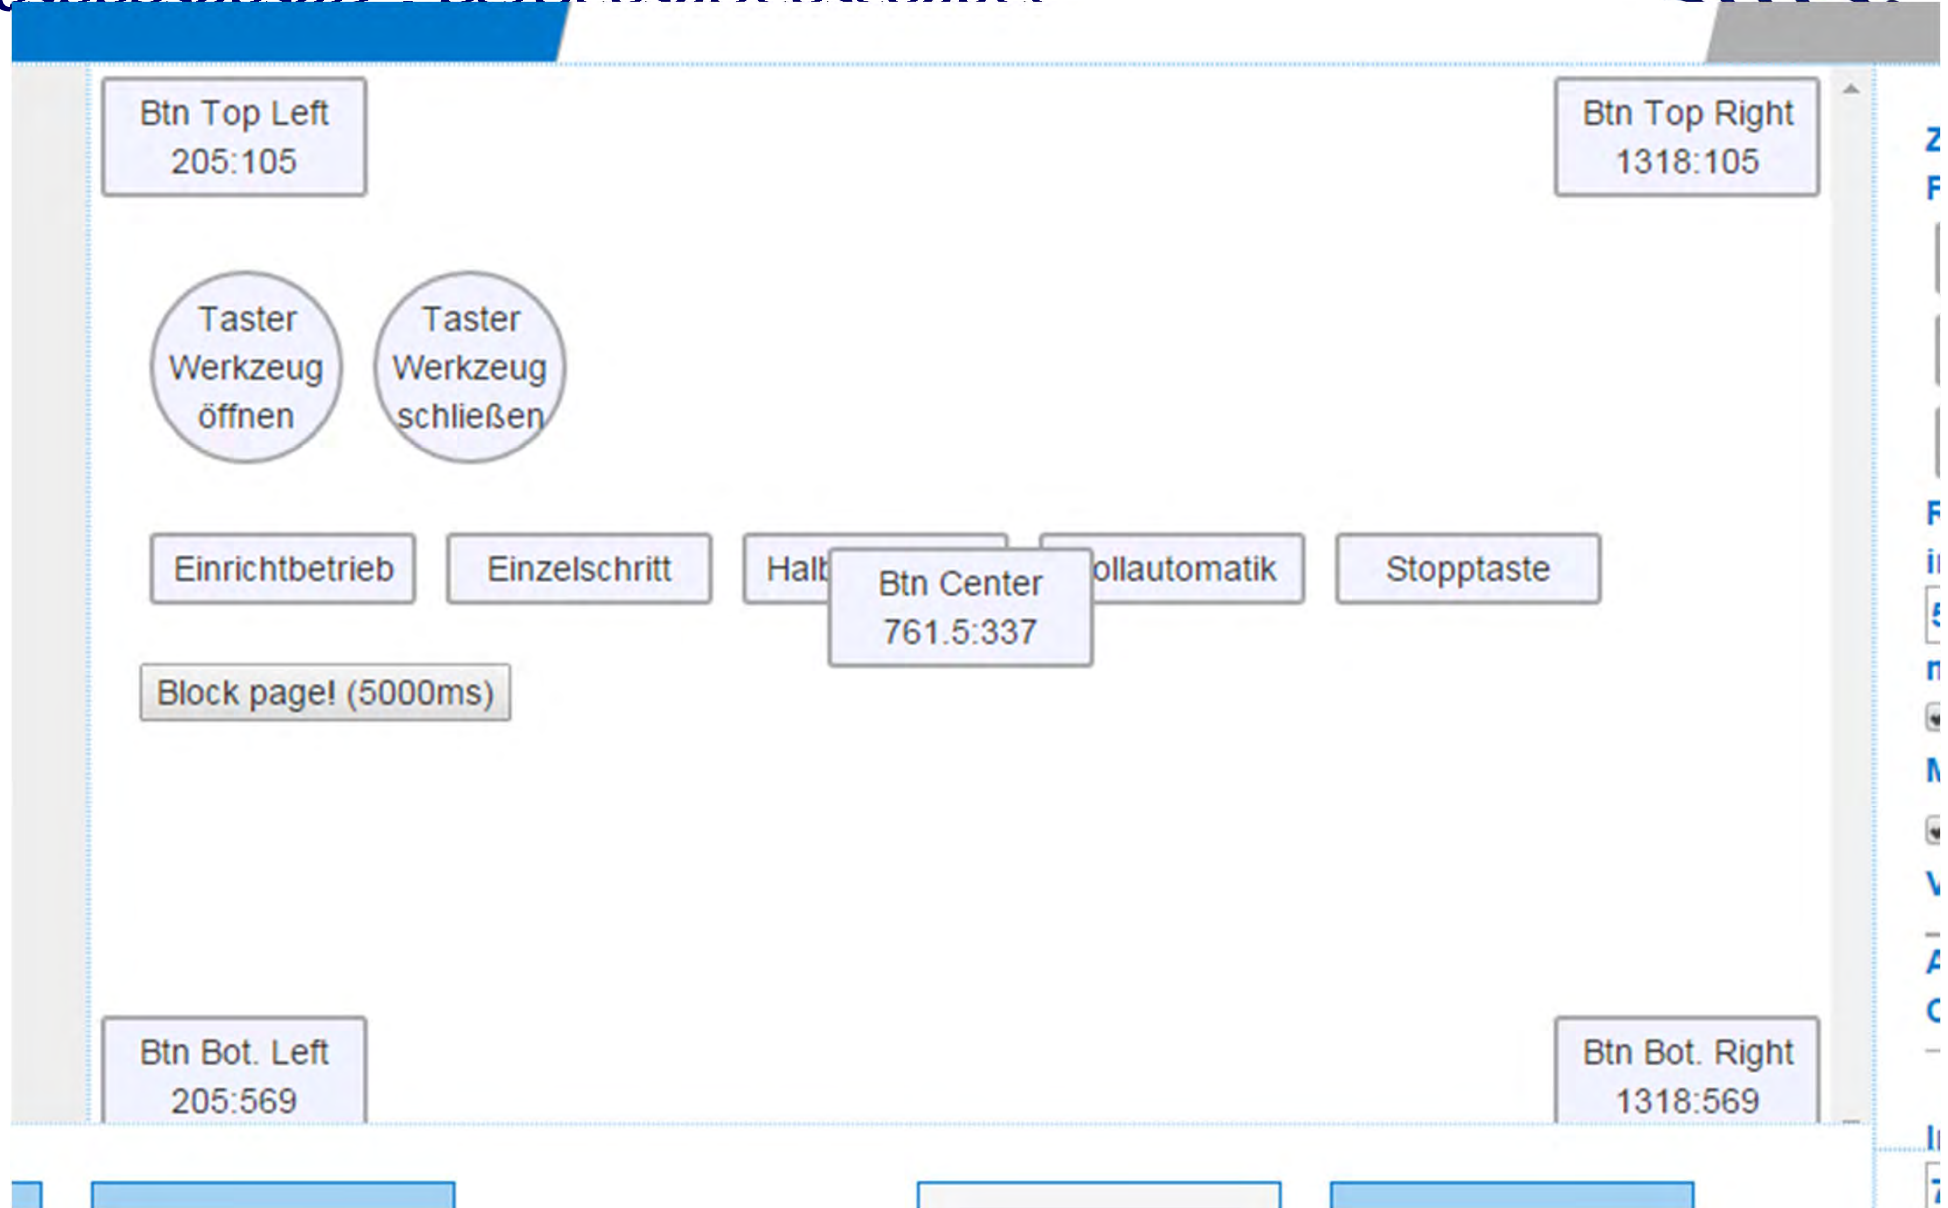 Btn Top Left
205:105
Btn Top Right
1318:105
Taster
Werkzeug
öffnen
Taster
Werkzeug
schließen
Einrichtbetrieb
Einzelschritt
Halb
ollautomatik
Stopptaste
Btn Center
761.5:337
Block page! (5000ms)
Btn Bot. Left
205:569
Btn Bot. Right
1318:569